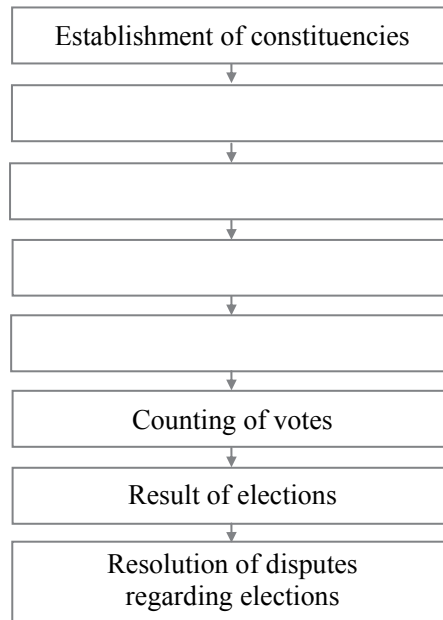 Establishment of constituencies
Counting of votes
Result of elections
Resolution of disputes
regarding elections